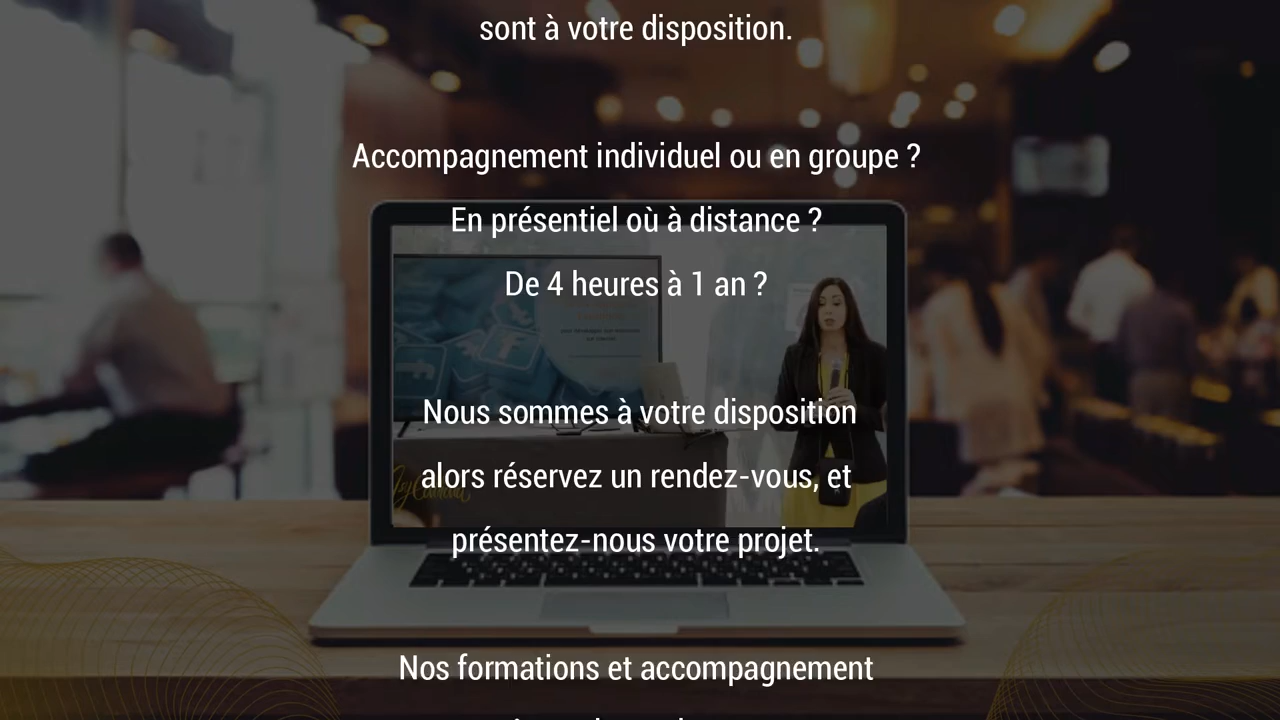 sont à votre disposition.
Accompagnement individuel ou en groupe ?
En présentiel où à distance ?
De 4 heures à 1 an ?
Nous sommes à votre disposition
alors réservez un rendez-vous, et
présentez-nous votre projet.
Nos formations et accompagnement